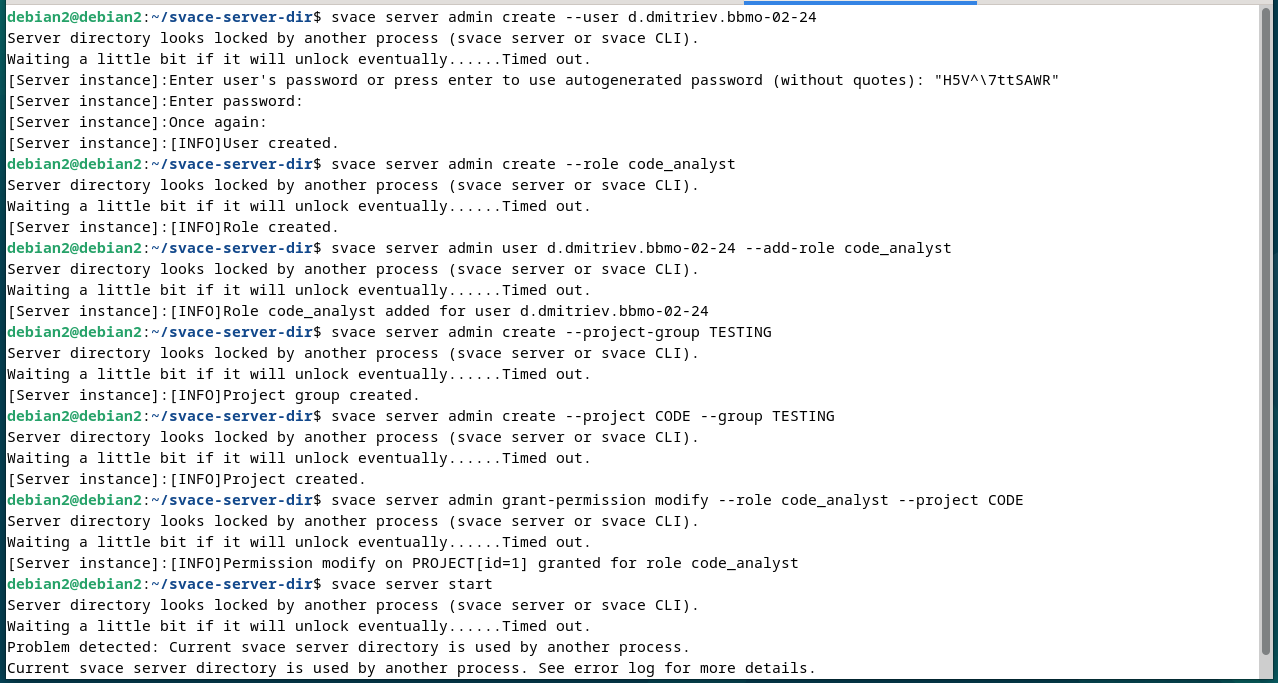 debian2@debian2:~/svace-server-dir$ svace server admin create --user d.dmitriev.bbmo-02-24
Server directory looks locked by another process (svace server or svace CLI).
Waiting a little bit if it will unlock eventually......Timed out.
[Server instance]:Enter user's password or press enter to use autogenerated password (without quotes): "H5V^\7ttSAWR"
[Server instance]:Enter password:
[Server instance]:Once again:
[Server instance]:[INFO]User created.
debian2@debian2:~/svace-server-dir$ svace server admin create --role code_analyst
Server directory looks locked by another process (svace server or svace CLI).
Waiting a little bit if it will unlock eventually......Timed out.
[Server instance]:[INFO]Role created.
debian2@debian2:~/svace-server-dir$ svace server admin user d.dmitriev.bbmo-02-24 --add-role code_analyst
Server directory looks locked by another process (svace server or svace CLI).
Waiting a little bit if it will unlock eventually......Timed out.
[Server instance]:[INFO]Role code_analyst added for user d.dmitriev.bbmo-02-24
debian2@debian2:~/svace-server-dir$ svace server admin create --project-group TESTING
Server directory looks locked by another process (svace server or svace CLI).
Waiting a little bit if it will unlock eventually......Timed out.
[Server instance]:[INFO]Project group created.
debian2@debian2:~/svace-server-dir$ svace server admin create --project CODE --group TESTING
Server directory looks locked by another process (svace server or svace CLI).
Waiting a little bit if it will unlock eventually......Timed out.
[Server instance]:[INFO]Project created.
debian2@debian2:~/svace-server-dir$ svace server admin grant-permission modify --role code_analyst --project CODE
Server directory looks locked by another process (svace server or svace CLI).
Waiting a little bit if it will unlock eventually......Timed out.
[Server instance]:[INFO]Permission modify on PROJECT[id=1] granted for role code_analyst
debian2@debian2:~/svace-server-dir$ svace server start
Server directory looks locked by another process (svace server or svace CLI).
Waiting a little bit if it will unlock eventually......Timed out.
Problem detected: Current svace server directory is used by another process.
Current svace server directory is used by another process. See error log for more details.